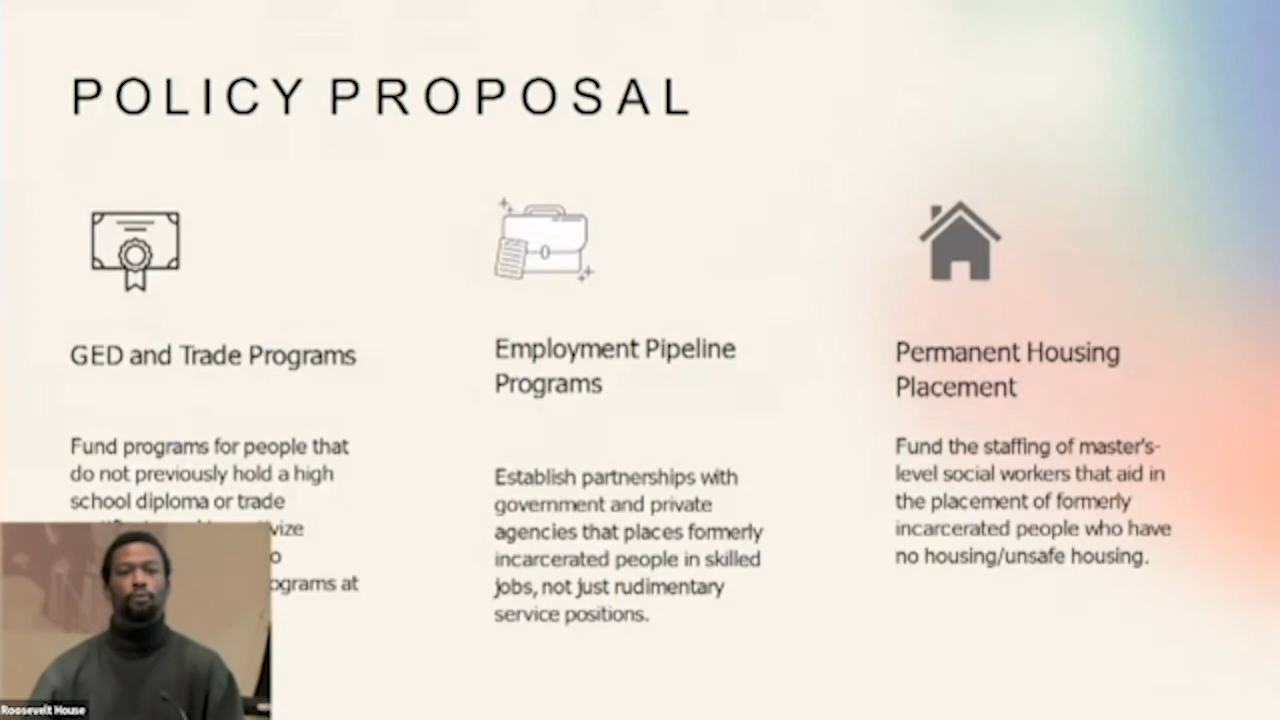 POLICY PROPOSAL
GED and Trade Programs
Fund programs for people that
do not previously hold a high
school diploma or trade
ograms at
Employment Pipeline
Programs
Establish partnerships with
government and private
agencies that places formerly
incarcerated people in skilled
jobs, not just rudimentary
service positions.
Permanent Housing
Placement
Fund the staffing of master's-
level social workers that aid in
the placement of formerly
incarcerated people who have
no housing/unsafe housing.
Roosevelt House